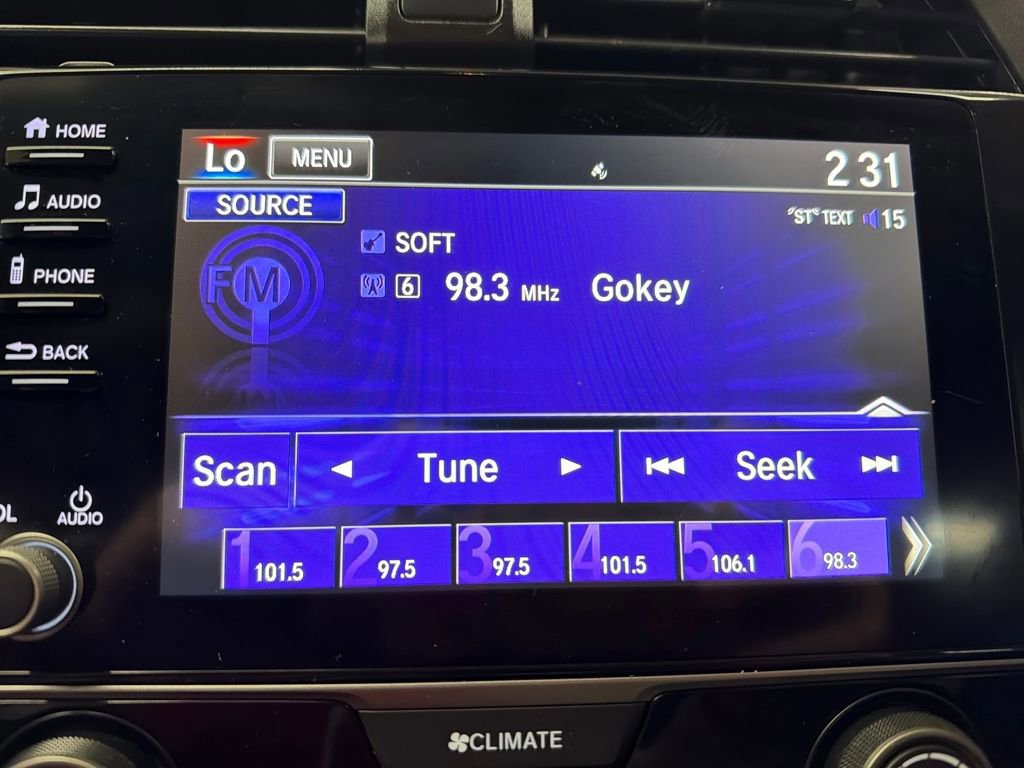 HOME
AUDIO
PHONE
BACK
OL
AUDIO
Lo MENU 2 31
SOURCE
"ST" TEXT 15
FM
SOFT
6 98.3 MHz Gokey
Scan Tune Seek
1 101.5 2 97.5 3 97.5 4 101.5 5 106.1 6 98.3
CLIMATE